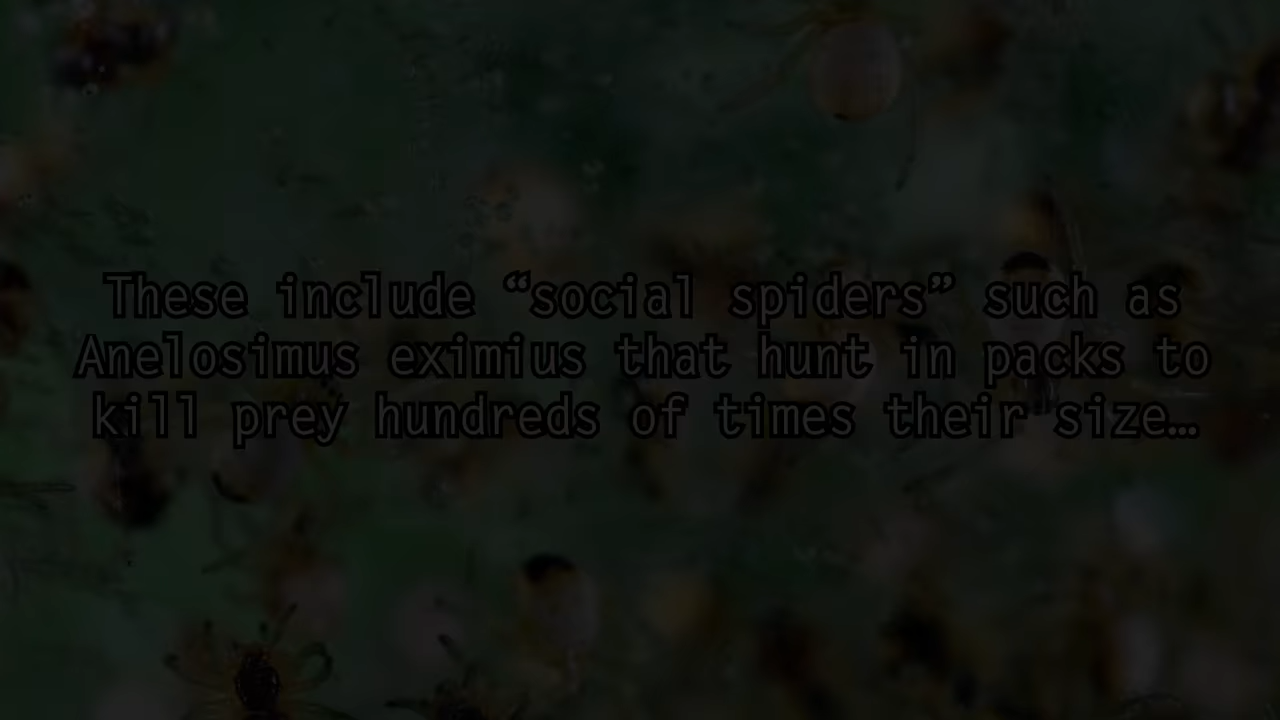 These include “social spiders” such as
Anelosimus eximius that hunt in packs to
kill prey hundreds of times their size…